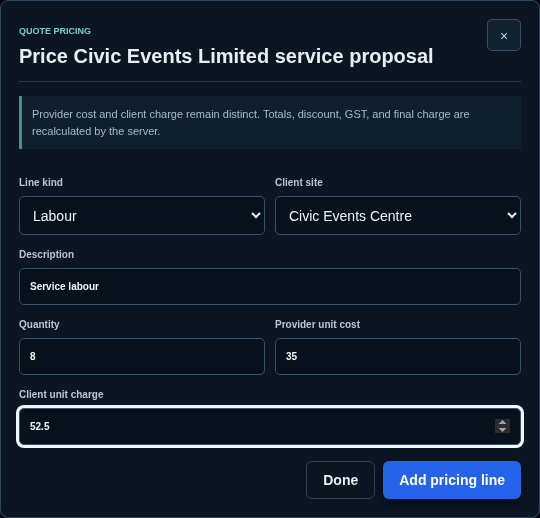 QUOTE PRICING
Price Civic Events Limited service proposal
×
Provider cost and client charge remain distinct. Totals, discount, GST, and final charge are
recalculated by the server.
Line kind
Client site
Labour
Civic Events Centre
Description
Service labour
Quantity
Provider unit cost
8
35
Client unit charge
52.5
Done
Add pricing line